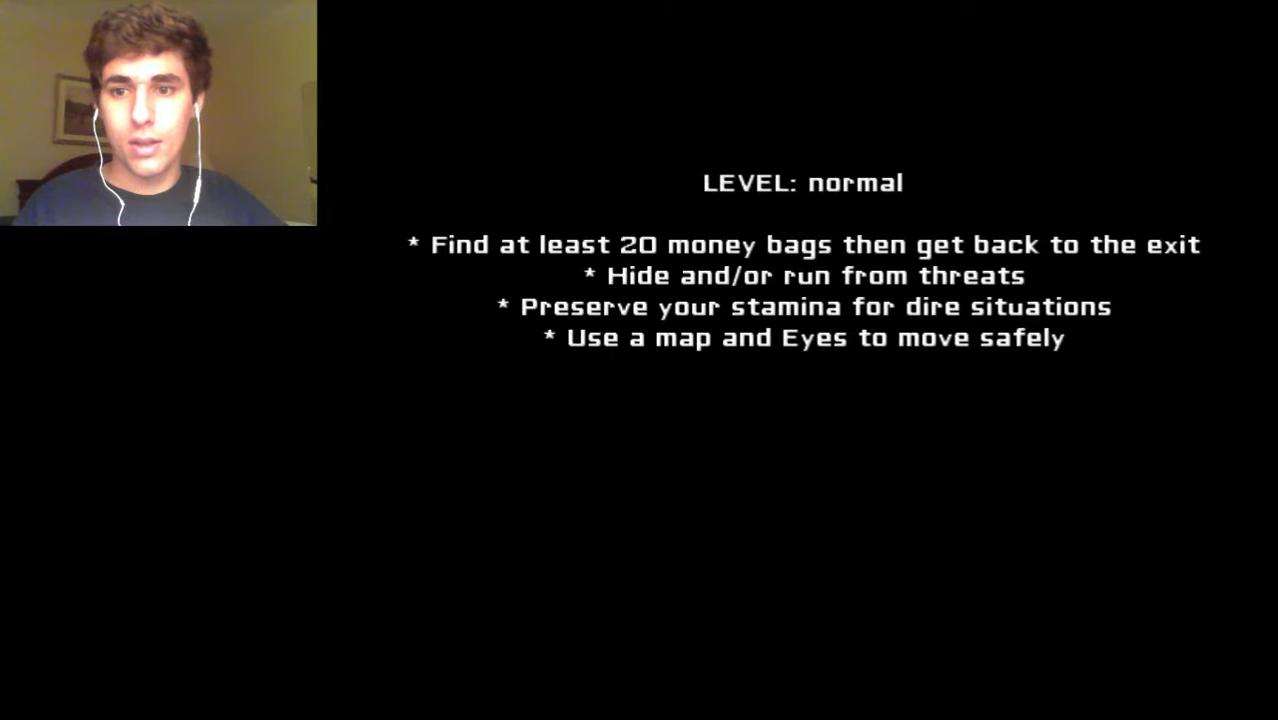 LEVEL: normal
* Find at least 20 money bags then get back to the exit
* Hide and/or run from threats
* Preserve your stamina for dire situations
* Use a map and Eyes to move safely